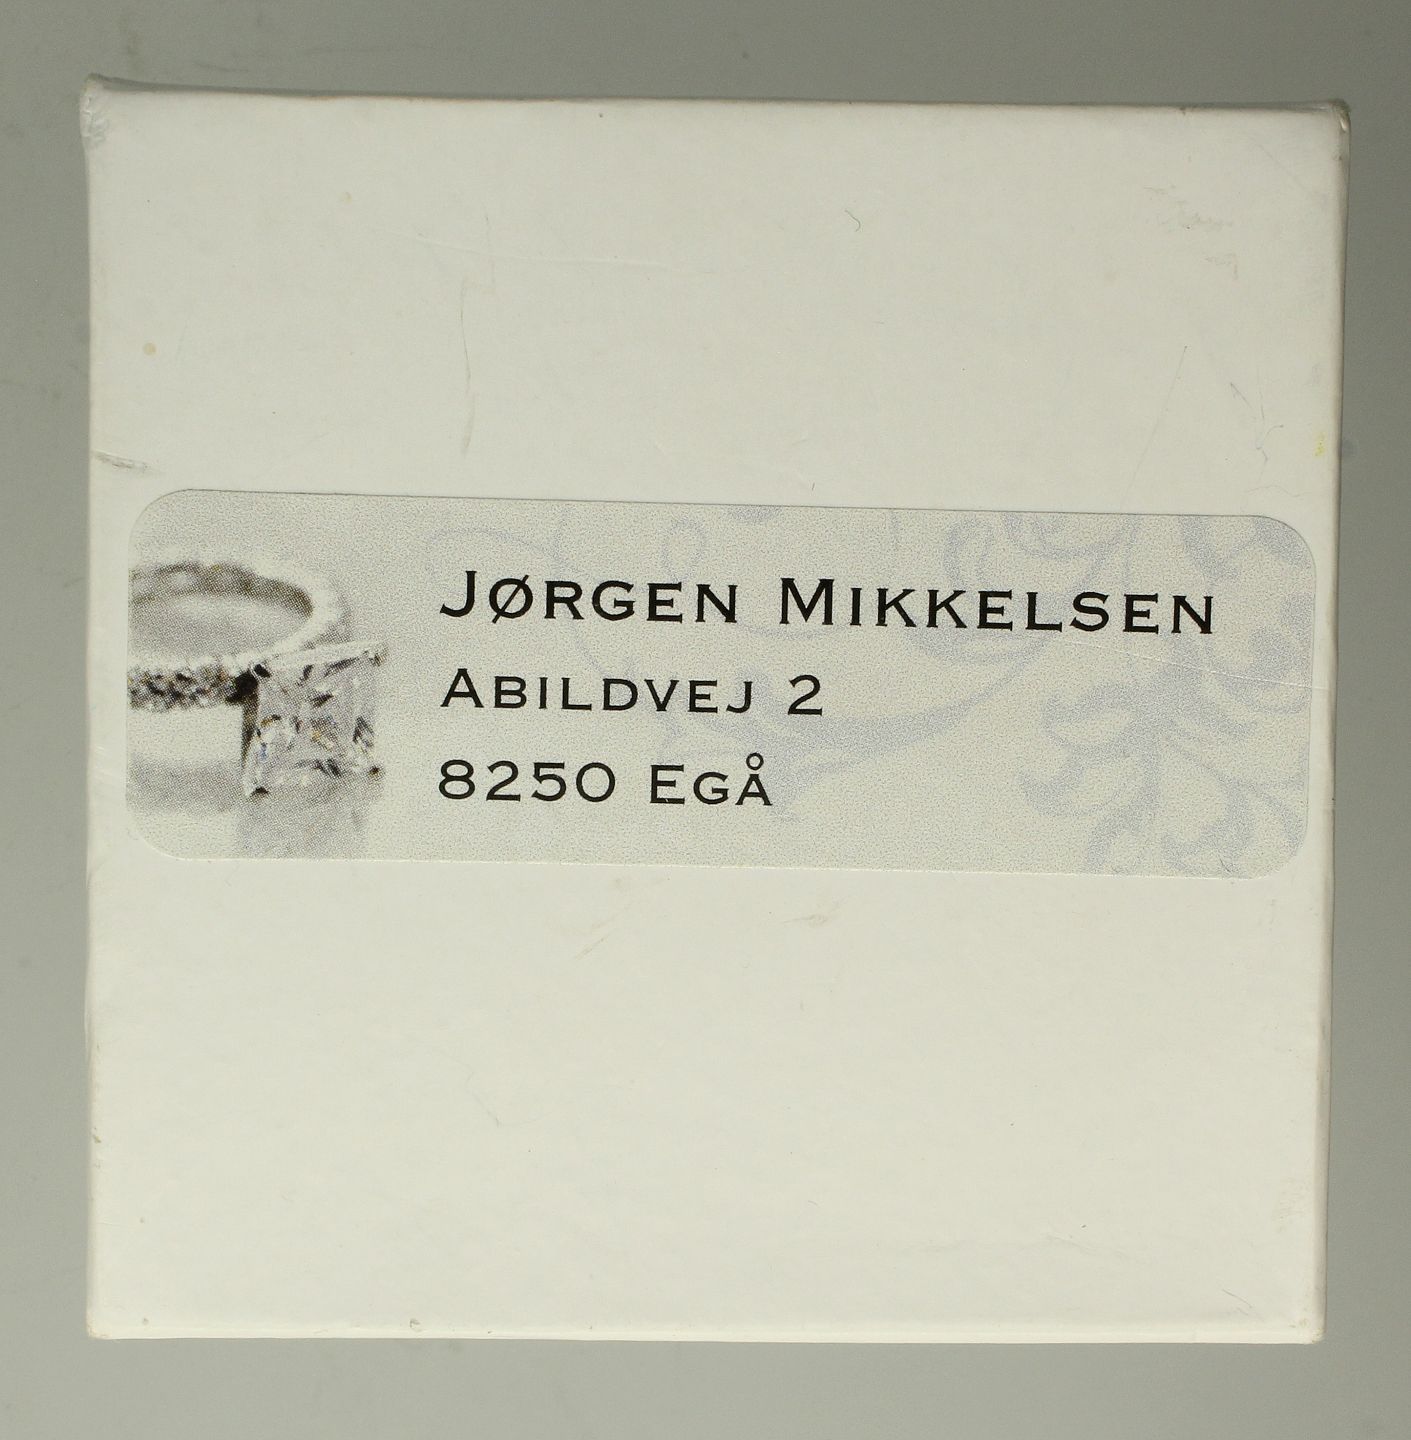 Jørgen Mikkelsen
Abildvej 2
8250 Egå